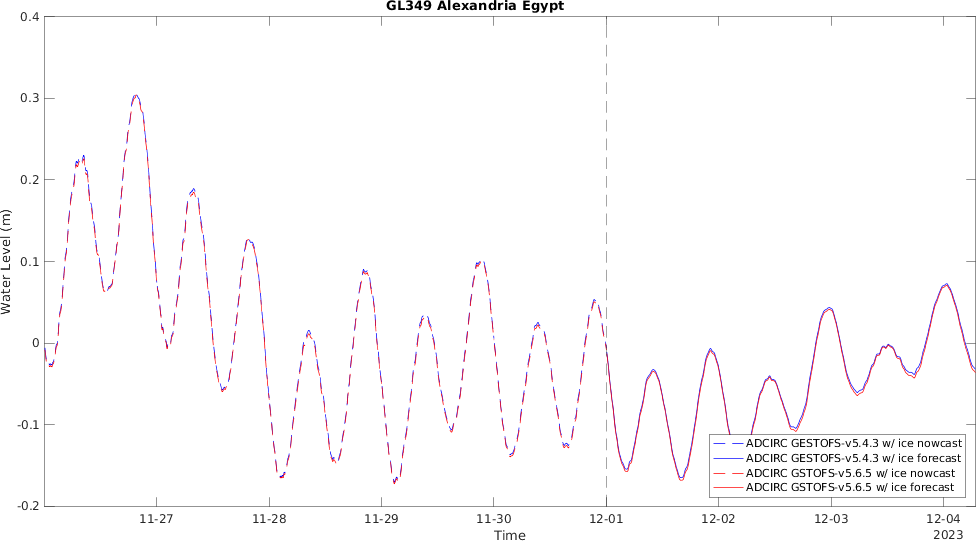 GL349 Alexandria Egypt
0.4
0.3
0.2
0.1
0
-0.1
-0.2
Water Level (m)
11-27
11-28
11-29
11-30
12-01
12-02
12-03
12-04
Time
2023
ADCIRC GESTOFS-v5.4.3 w/ ice nowcast
ADCIRC GESTOFS-v5.4.3 w/ ice forecast
ADCIRC GSTOFS-v5.6.5 w/ ice nowcast
ADCIRC GSTOFS-v5.6.5 w/ ice forecast